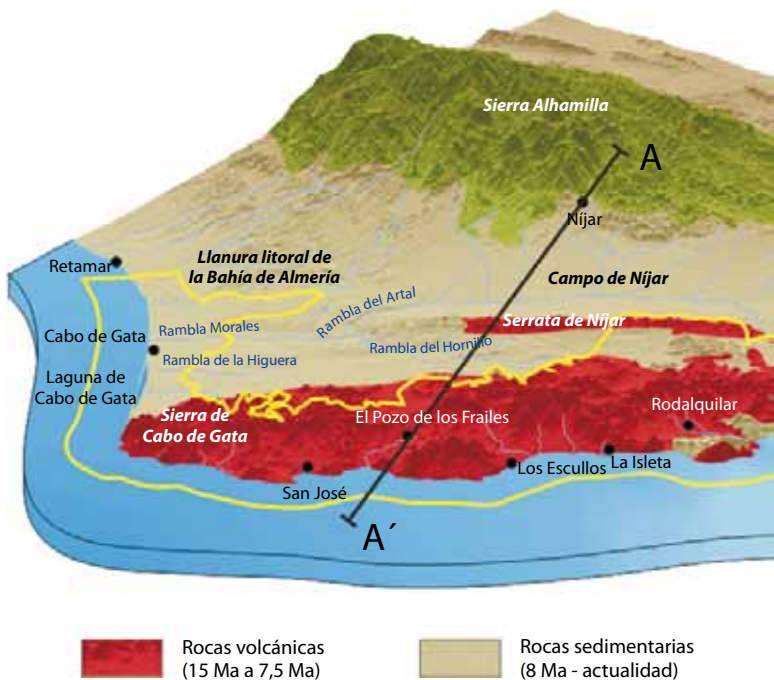 Sierra Alhamilla
A
Níjar
Llanura litoral de
la Bahía de Almería
Retamar
Campo de Níjar
Rambla del Artal
Serrata de Níjar
Rambla Morales
Cabo de Gata
Rambla del Hornillo
Rambla de la Higuera
Laguna de
Cabo de Gata
Sierra de
Cabo de Gata
El Pozo de los Frailes
Rodalquilar
San José
Los Escullos
La Isleta
A´
Rocas volcánicas
(15 Ma a 7,5 Ma)
Rocas sedimentarias
(8 Ma - actualidad)